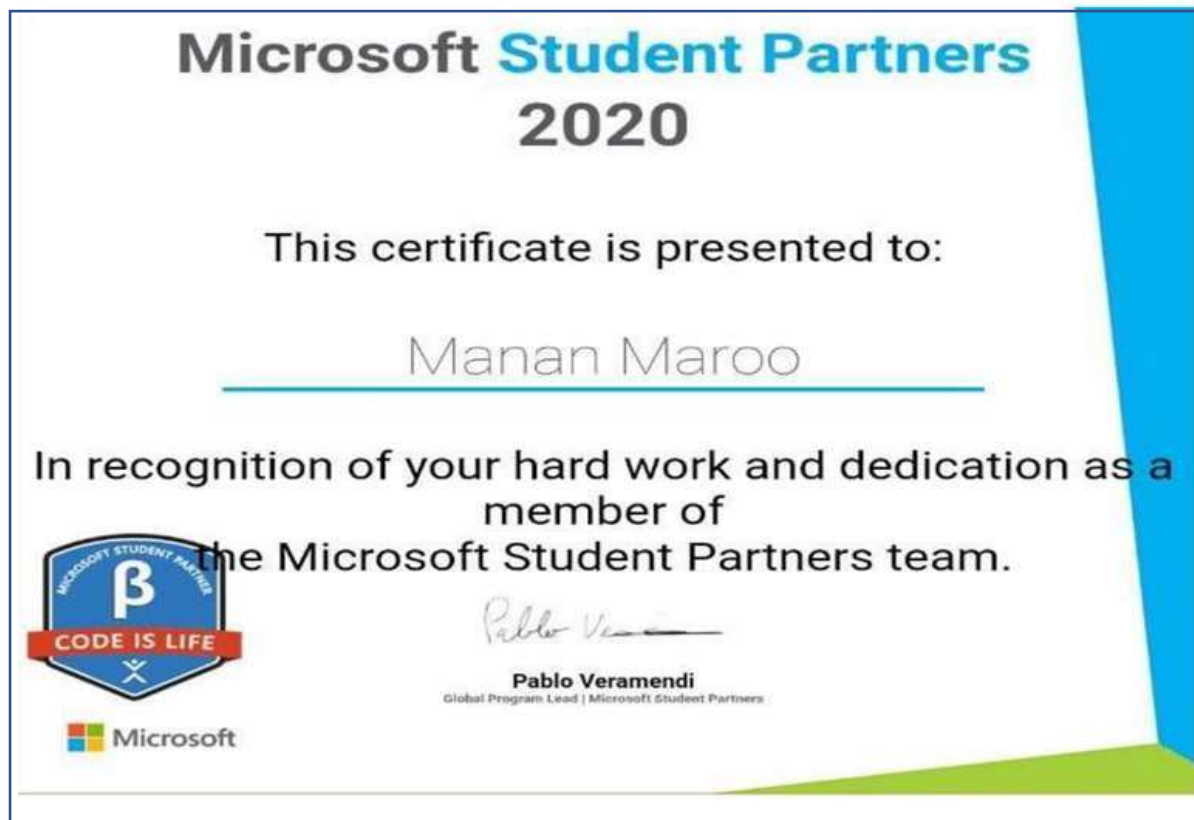 Microsoft Student Partners
2020
This certificate is presented to:
Manan Maroo
In recognition of your hard work and dedication as a
member of
the Microsoft Student Partners team.
MICROSOFT STUDENT PARTNER
β
CODE IS LIFE
Pablo Ve
Pablo Veramendi
Global Program Lead | Microsoft Student Partners
Microsoft